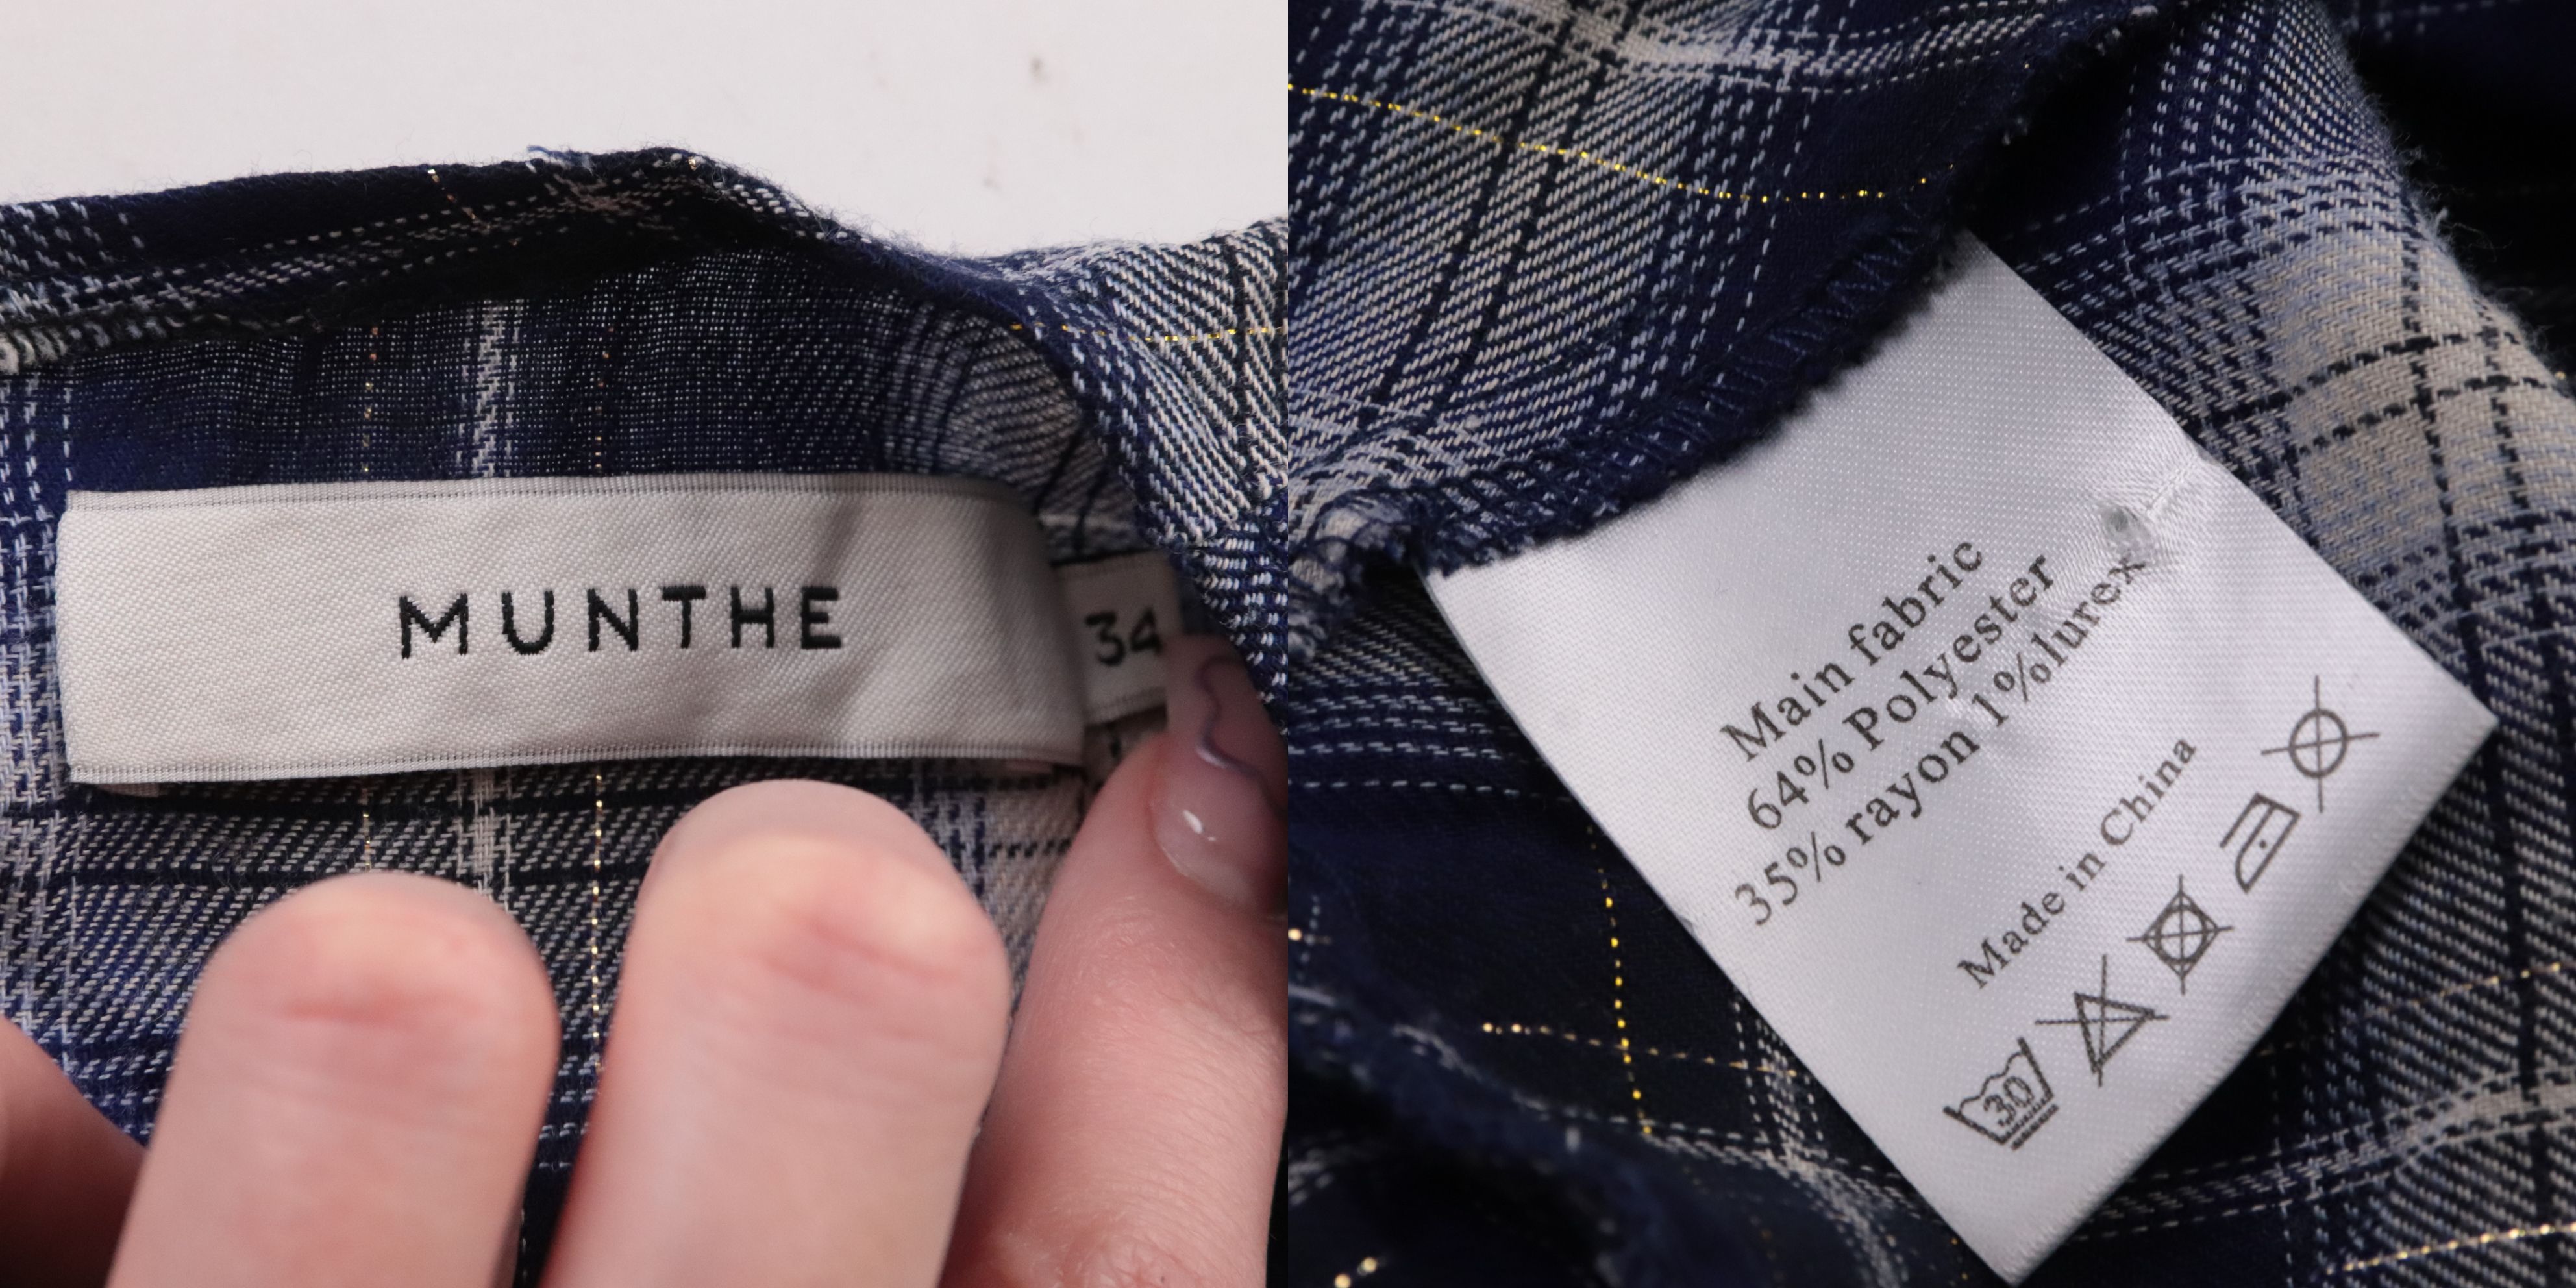 MUNTHE
34
Main fabric
64% Polyester
35% rayon 1%lurex
Made in China
30